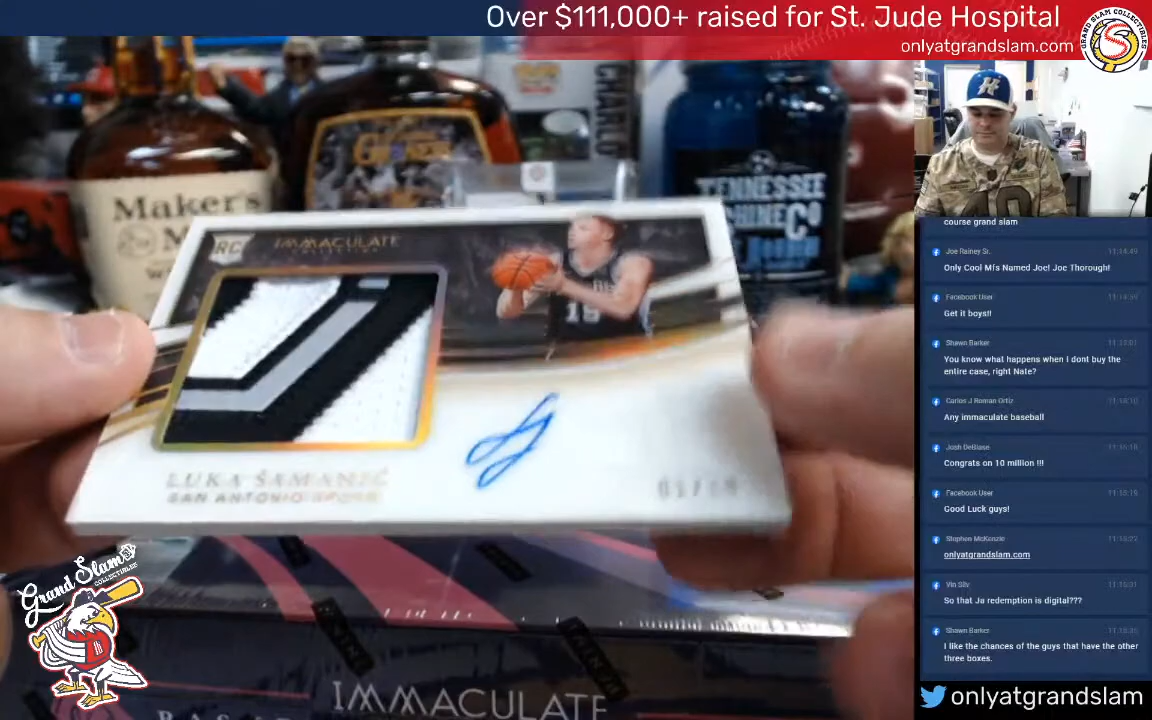 Over $111,000+ raised for St. Jude Hospital
onlyatgrandslam.com
GRAND SLAM COLLECTIBLES
Maker's
TENNESSEE
RC
IMMACULATE
COLLECTION
19
LUKA ŠAMANIĆ
SAN ANTONIO SPURS
IMMACULATE
Grand Slam
COLLECTIBLES
course grand slam
Joe Rainey Sr.
Only Cool Mfs Named Joe! Joe Thorough!
Facebook User
Get it boys!!
Shawn Barker
You know what happens when I dont buy the
entire case, right Nate?
Carlos J Roman Ortiz
Any immaculate baseball
Josh DeBiase
Congrats on 10 million !!!
Facebook User
Good Luck guys!
Stephen McKenzie
onlyatgrandslam.com
Vin Silv
So that Ja redemption is digital???
Shawn Barker
I like the chances of the guys that have the other
three boxes.
onlyatgrandslam